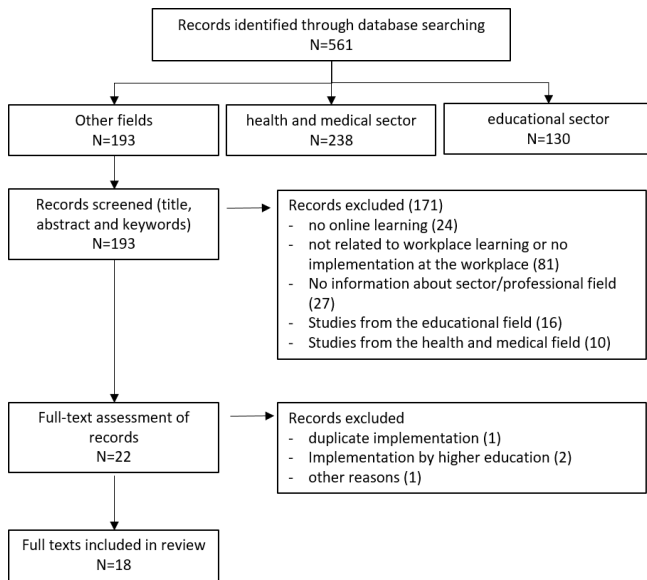 Records identified through database searching
N=561
Other fields
N=193
health and medical sector
N=238
educational sector
N=130
Records screened (title,
abstract and keywords)
N=193
Records excluded (171)
- no online learning (24)
- not related to workplace learning or no
implementation at the workplace (81)
- No information about sector/professional field
(27)
- Studies from the educational field (16)
- Studies from the health and medical field (10)
Full-text assessment of
records
N=22
Records excluded
- duplicate implementation (1)
- Implementation by higher education (2)
- other reasons (1)
Full texts included in review
N=18